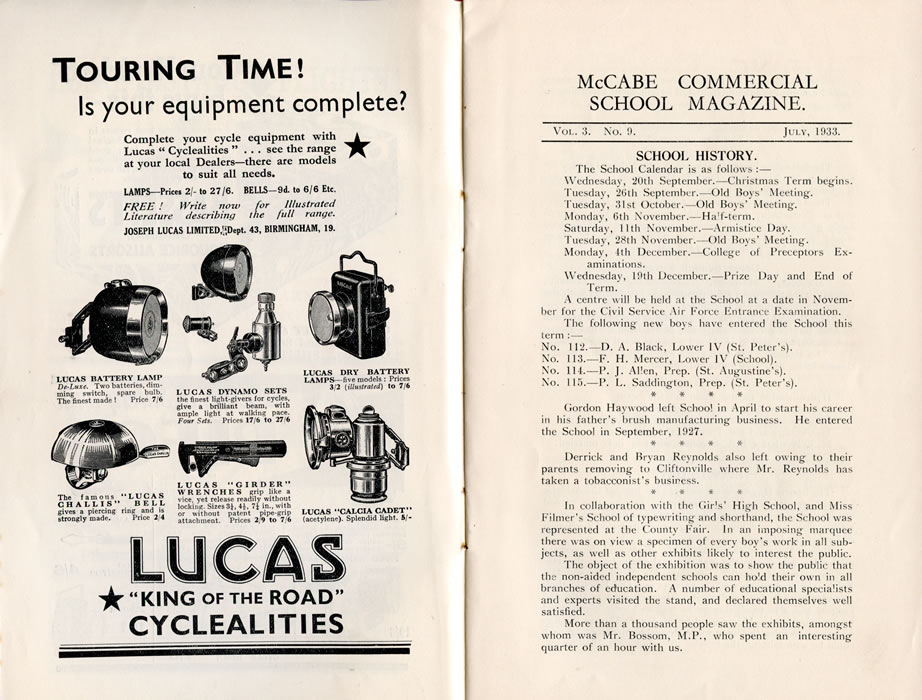 TOURING TIME!
Is your equipment complete?
Complete your cycle equipment with
Lucas "Cyclealities" . . . see the range
at your local Dealers—there are models
to suit all needs.
LAMPS—Prices 2/- to 27/6. BELLS—9d. to 6/6 Etc.
FREE! Write now for Illustrated
Literature describing the full range.
JOSEPH LUCAS LIMITED, Dept. 43, BIRMINGHAM, 19.
LUCAS BATTERY LAMP
De-Luxe. Two batteries, dim-
ming switch, spare bulb.
The finest made! Price 7/6
LUCAS DYNAMO SETS
the finest light-givers for cycles,
give a brilliant beam, with
ample light at walking pace.
Four Sets. Prices 17/6 to 27/6
LUCAS DRY BATTERY
LAMPS—five models: Prices
3/2 (illustrated) to 7/6
The famous "LUCAS
CHALLIS" BELL
gives a piercing ring and is
strongly made. Price 2/4
LUCAS "GIRDER"
WRENCHES grip like a
vice, yet release readily without
locking. Sizes 3½, 4½, 7½ in., with
or without patent pipe-grip
attachment. Prices 2/9 to 7/6
LUCAS "CALCIA CADET"
(acetylene). Splendid light. 8/-
LUCAS
"KING OF THE ROAD"
CYCLEALITIES
McCABE COMMERCIAL
SCHOOL MAGAZINE.
VOL. 3. No. 9. JULY, 1933.
SCHOOL HISTORY.
The School Calendar is as follows:—
Wednesday, 20th September.—Christmas Term begins.
Tuesday, 26th September.—Old Boys' Meeting.
Tuesday, 31st October.—Old Boys' Meeting.
Monday, 6th November.—Half-term.
Saturday, 11th November.—Armistice Day.
Tuesday, 28th November.—Old Boys' Meeting.
Monday, 4th December.—College of Preceptors Ex-
aminations.
Wednesday, 19th December.—Prize Day and End of
Term.
A centre will be held at the School at a date in Novem-
ber for the Civil Service Air Force Entrance Examination.
The following new boys have entered the School this
term:—
No. 112.—D. A. Black, Lower IV (St. Peter's).
No. 113.—F. H. Mercer, Lower IV (School).
No. 114.—P. J. Allen, Prep. (St. Augustine's).
No. 115.—P. L. Saddington, Prep. (St. Peter's).
* * * *
Gordon Haywood left School in April to start his career
in his father's brush manufacturing business. He entered
the School in September, 1927.
* * * *
Derrick and Bryan Reynolds also left owing to their
parents removing to Cliftonville where Mr. Reynolds has
taken a tobacconist's business.
* * * *
In collaboration with the Girls' High School, and Miss
Filmer's School of typewriting and shorthand, the School was
represented at the County Fair. In an imposing marquee
there was on view a specimen of every boy's work in all sub-
jects, as well as other exhibits likely to interest the public.
The object of the exhibition was to show the public that
the non-aided independent schools can hold their own in all
branches of education. A number of educational specialists
and experts visited the stand, and declared themselves well
satisfied.
More than a thousand people saw the exhibits, amongst
whom was Mr. Bossom, M.P., who spent an interesting
quarter of an hour with us.